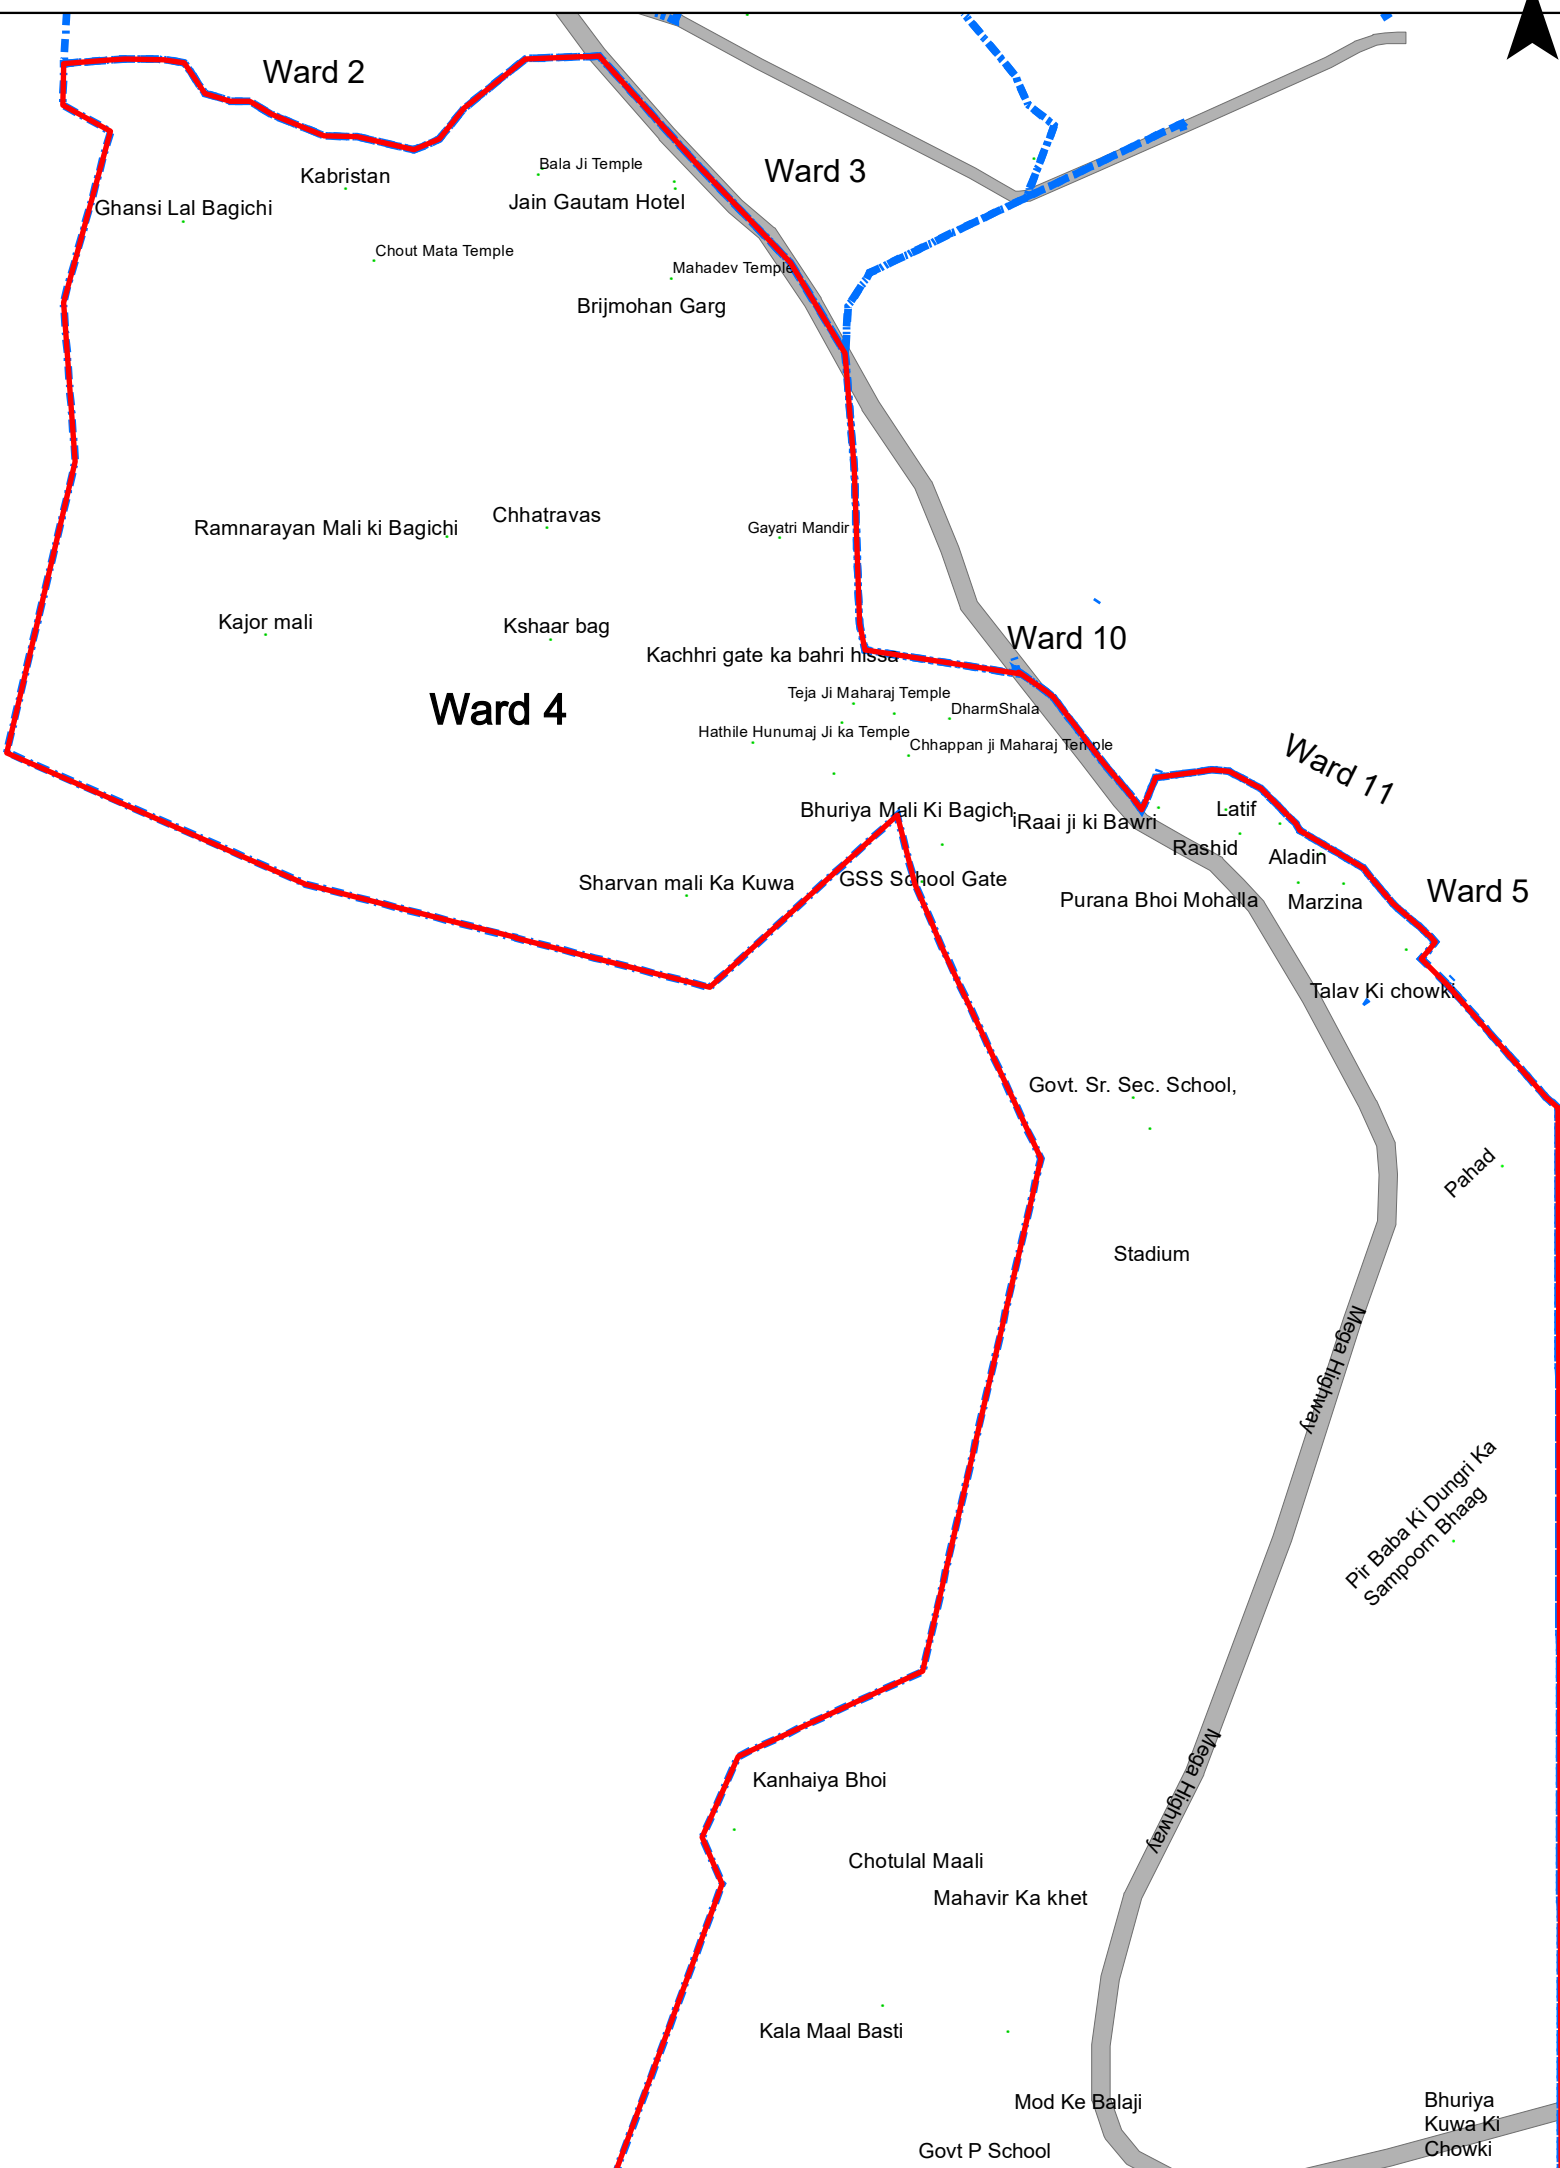 Ward 2
Bala Ji Temple
Ward 3
Kabristan
Jain Gautam Hotel
Ghansi Lal Bagichi
Chout Mata Temple
Mahadev Temple
Brijmohan Garg
Chhatravas
Ramnarayan Mali ki Bagichi
Gayatri Mandir
Kajor mali
Kshaar bag
Ward 10
Kachhri gate ka bahri hissa
Teja Ji Maharaj Temple
Ward 4
DharmShala
Hathile Hunumaj Ji ka Temple
Chhappan ji Maharaj Temple
Ward 11
Bhuriya Mali Ki Bagichi
Raai ji ki Bawri
Latif
Rashid
Aladin
Sharvan mali Ka Kuwa
GSS School Gate
Ward 5
Purana Bhoi Mohalla
Marzina
Talav Ki chowki
Govt. Sr. Sec. School,
Pahad
Stadium
Mega Highway
Pir Baba Ki Dungri Ka
Sampoorn Bhaag
Mega Highway
Kanhaiya Bhoi
Chotulal Maali
Mahavir Ka khet
Kala Maal Basti
Mod Ke Balaji
Bhuriya
Kuwa Ki
Chowki
Govt P School